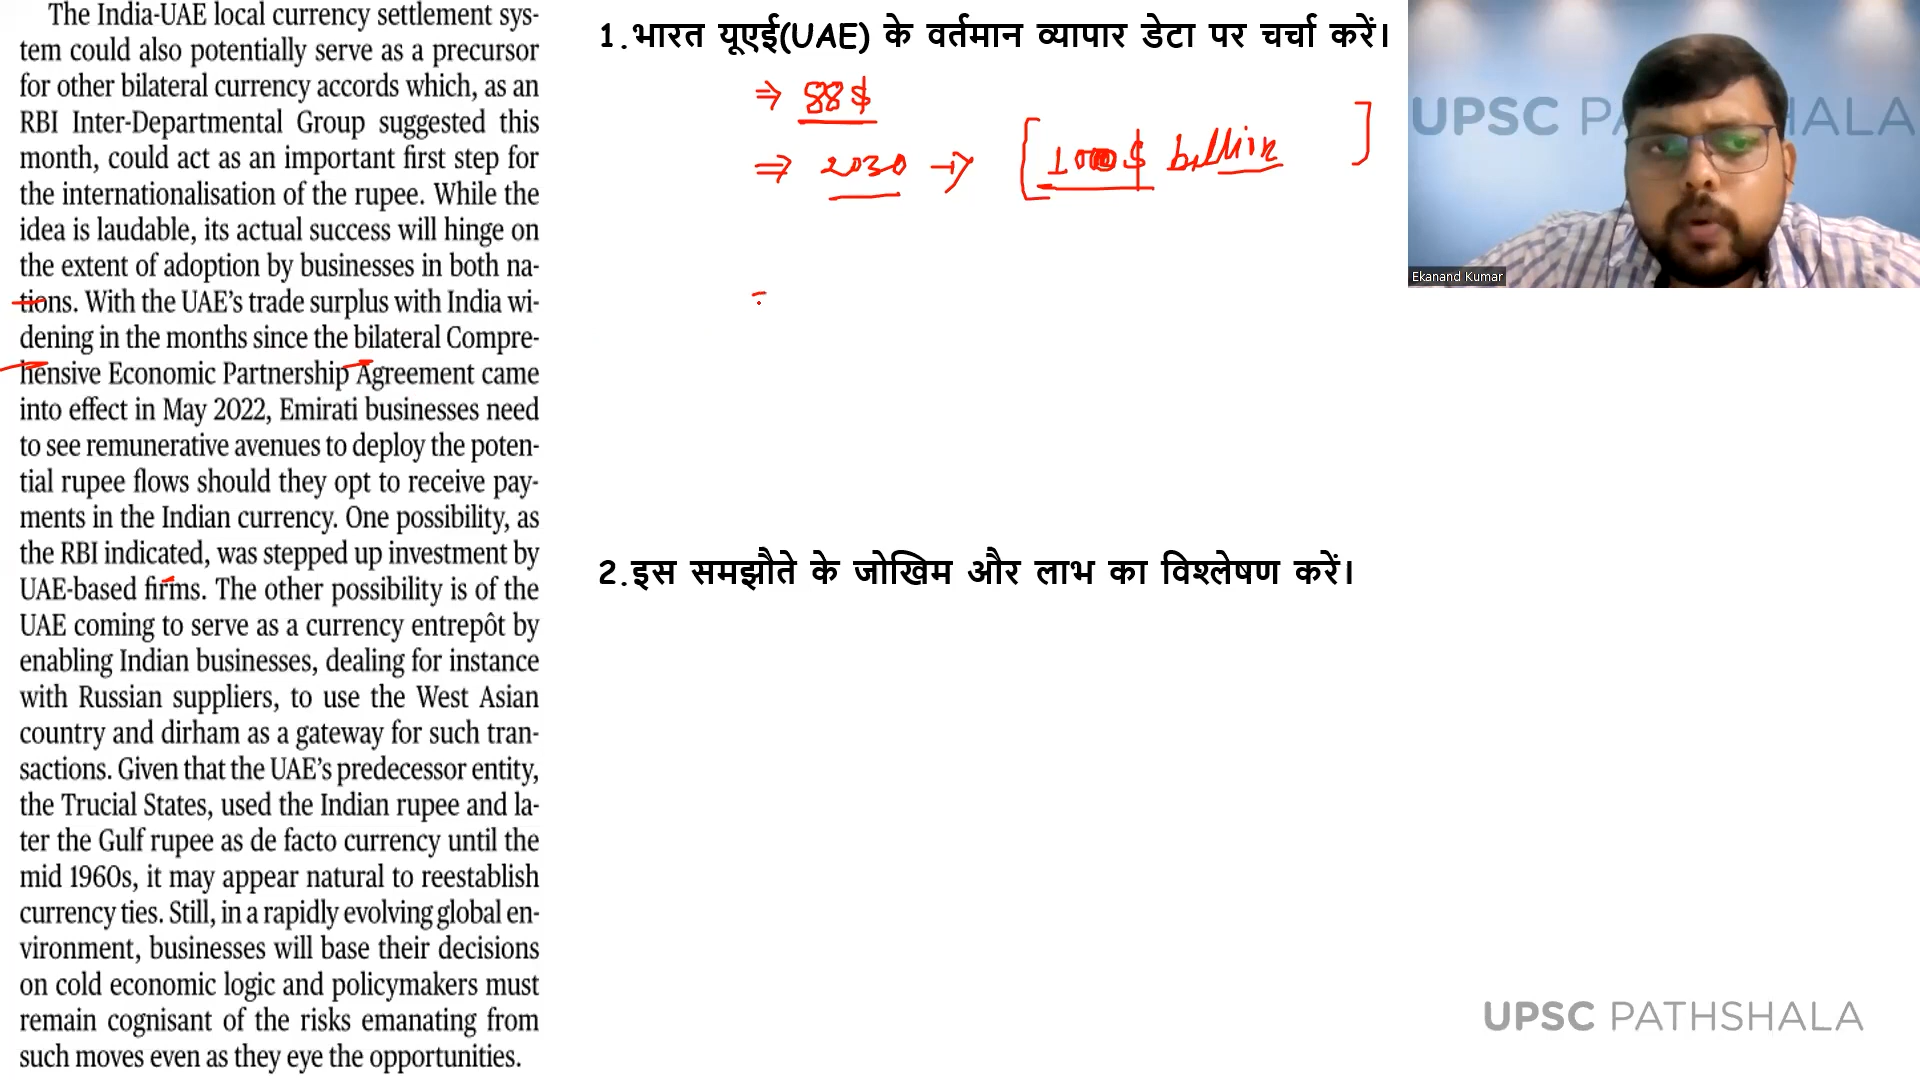 The India-UAE local currency settlement sys-
tem could also potentially serve as a precursor
for other bilateral currency accords which, as an
RBI Inter-Departmental Group suggested this
month, could act as an important first step for
the internationalisation of the rupee. While the
idea is laudable, its actual success will hinge on
the extent of adoption by businesses in both na-
tions. With the UAE's trade surplus with India wi-
dening in the months since the bilateral Compre-
hensive Economic Partnership Agreement came
into effect in May 2022, Emirati businesses need
to see remunerative avenues to deploy the poten-
tial rupee flows should they opt to receive pay-
ments in the Indian currency. One possibility, as
the RBI indicated, was stepped up investment by
UAE-based firms. The other possibility is of the
UAE coming to serve as a currency entrepôt by
enabling Indian businesses, dealing for instance
with Russian suppliers, to use the West Asian
country and dirham as a gateway for such tran-
sactions. Given that the UAE's predecessor entity,
the Trucial States, used the Indian rupee and la-
ter the Gulf rupee as de facto currency until the
mid 1960s, it may appear natural to reestablish
currency ties. Still, in a rapidly evolving global en-
vironment, businesses will base their decisions
on cold economic logic and policymakers must
remain cognisant of the risks emanating from
such moves even as they eye the opportunities.
1.भारत यूएई(UAE) के वर्तमान व्यापार डेटा पर चर्चा करें।
⇒ 88$
⇒ 2030 → [ $ billion ]
2.इस समझौते के जोखिम और लाभ का विश्लेषण करें।
UPSC PATHSHALA
Ekanand Kumar
UPSC PATHSHALA